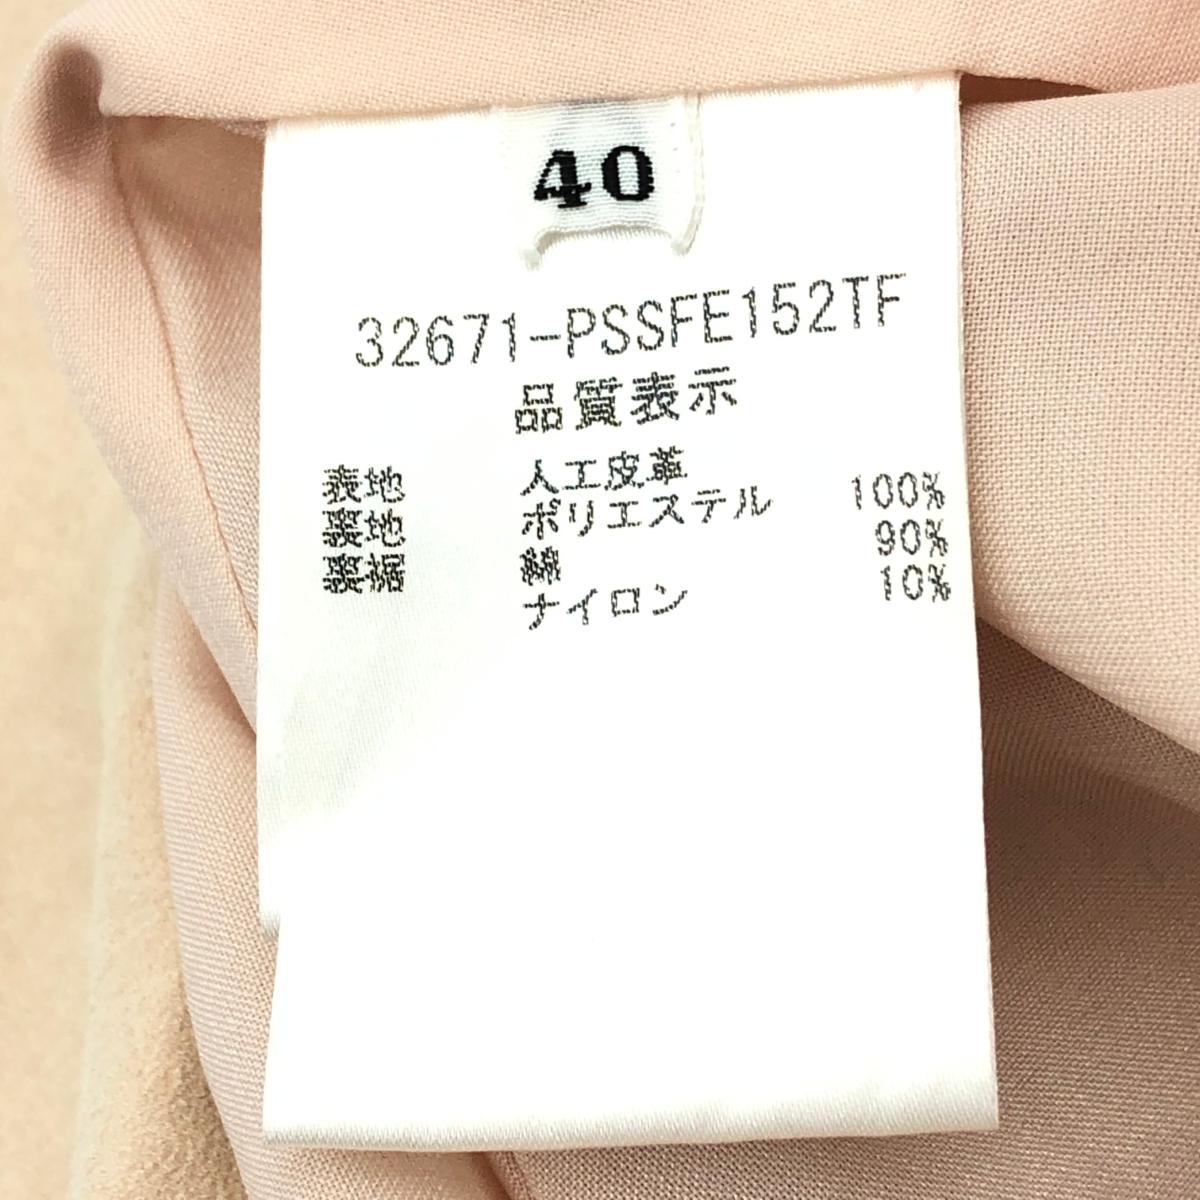 40
32671-PSSFE152TF
品質表示
表地 人工皮革
裏地 ポリエステル 100%
裏裾 綿 90%
ナイロン 10%